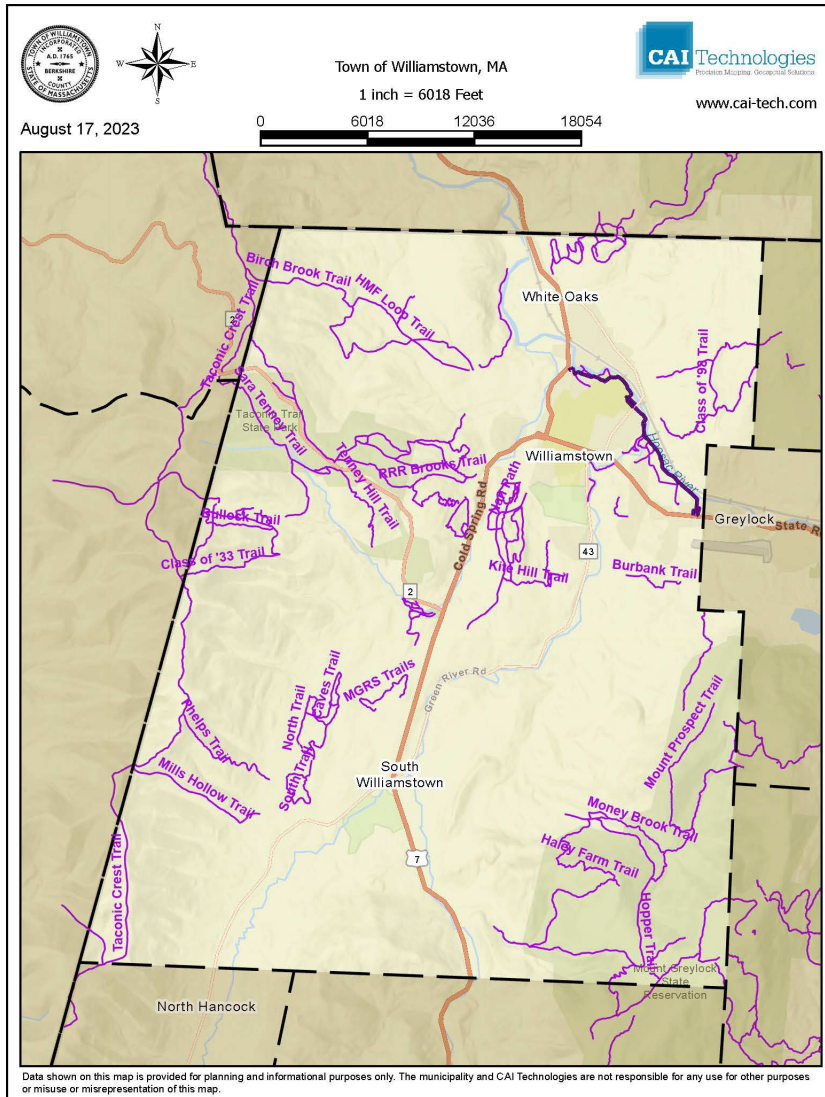 TOWN OF WILLIAMSTOWN
INCORPORATED
A.D. 1765
BERKSHIRE
COUNTY
STATE OF MASSACHUSETTS
N
W E
S
Town of Williamstown, MA
1 inch = 6018 Feet
CAI Technologies
Precision Mapping. Geospatial Solutions.
www.cai-tech.com
August 17, 2023
0 6018 12036 18054
Birch Brook Trail
HMF Loop Trail
White Oaks
2
Taconic Crest Trail
Class of '98 Trail
Tara Tenney Trail
Taconic Trail
State Park
Tenney Hill Trail
RRR Brooks Trail
Williamstown
Hoosac River
Nan Path
Cold Spring Rd
Bullock Trail
Greylock
State R
Class of '33 Trail
43
Kite Hill Trail
Burbank Trail
2
MGRS Trails
Green River Rd
North Trail
Caves Trail
Mount Prospect Trail
Phelps Trail
South Trail
South
Williamstown
Mills Hollow Trail
Money Brook Trail
Haley Farm Trail
7
Taconic Crest Trail
Hopper Trail
Mount Greylock
State
Reservation
North Hancock
Data shown on this map is provided for planning and informational purposes only. The municipality and CAI Technologies are not responsible for any use for other purposes
or misuse or misrepresentation of this map.